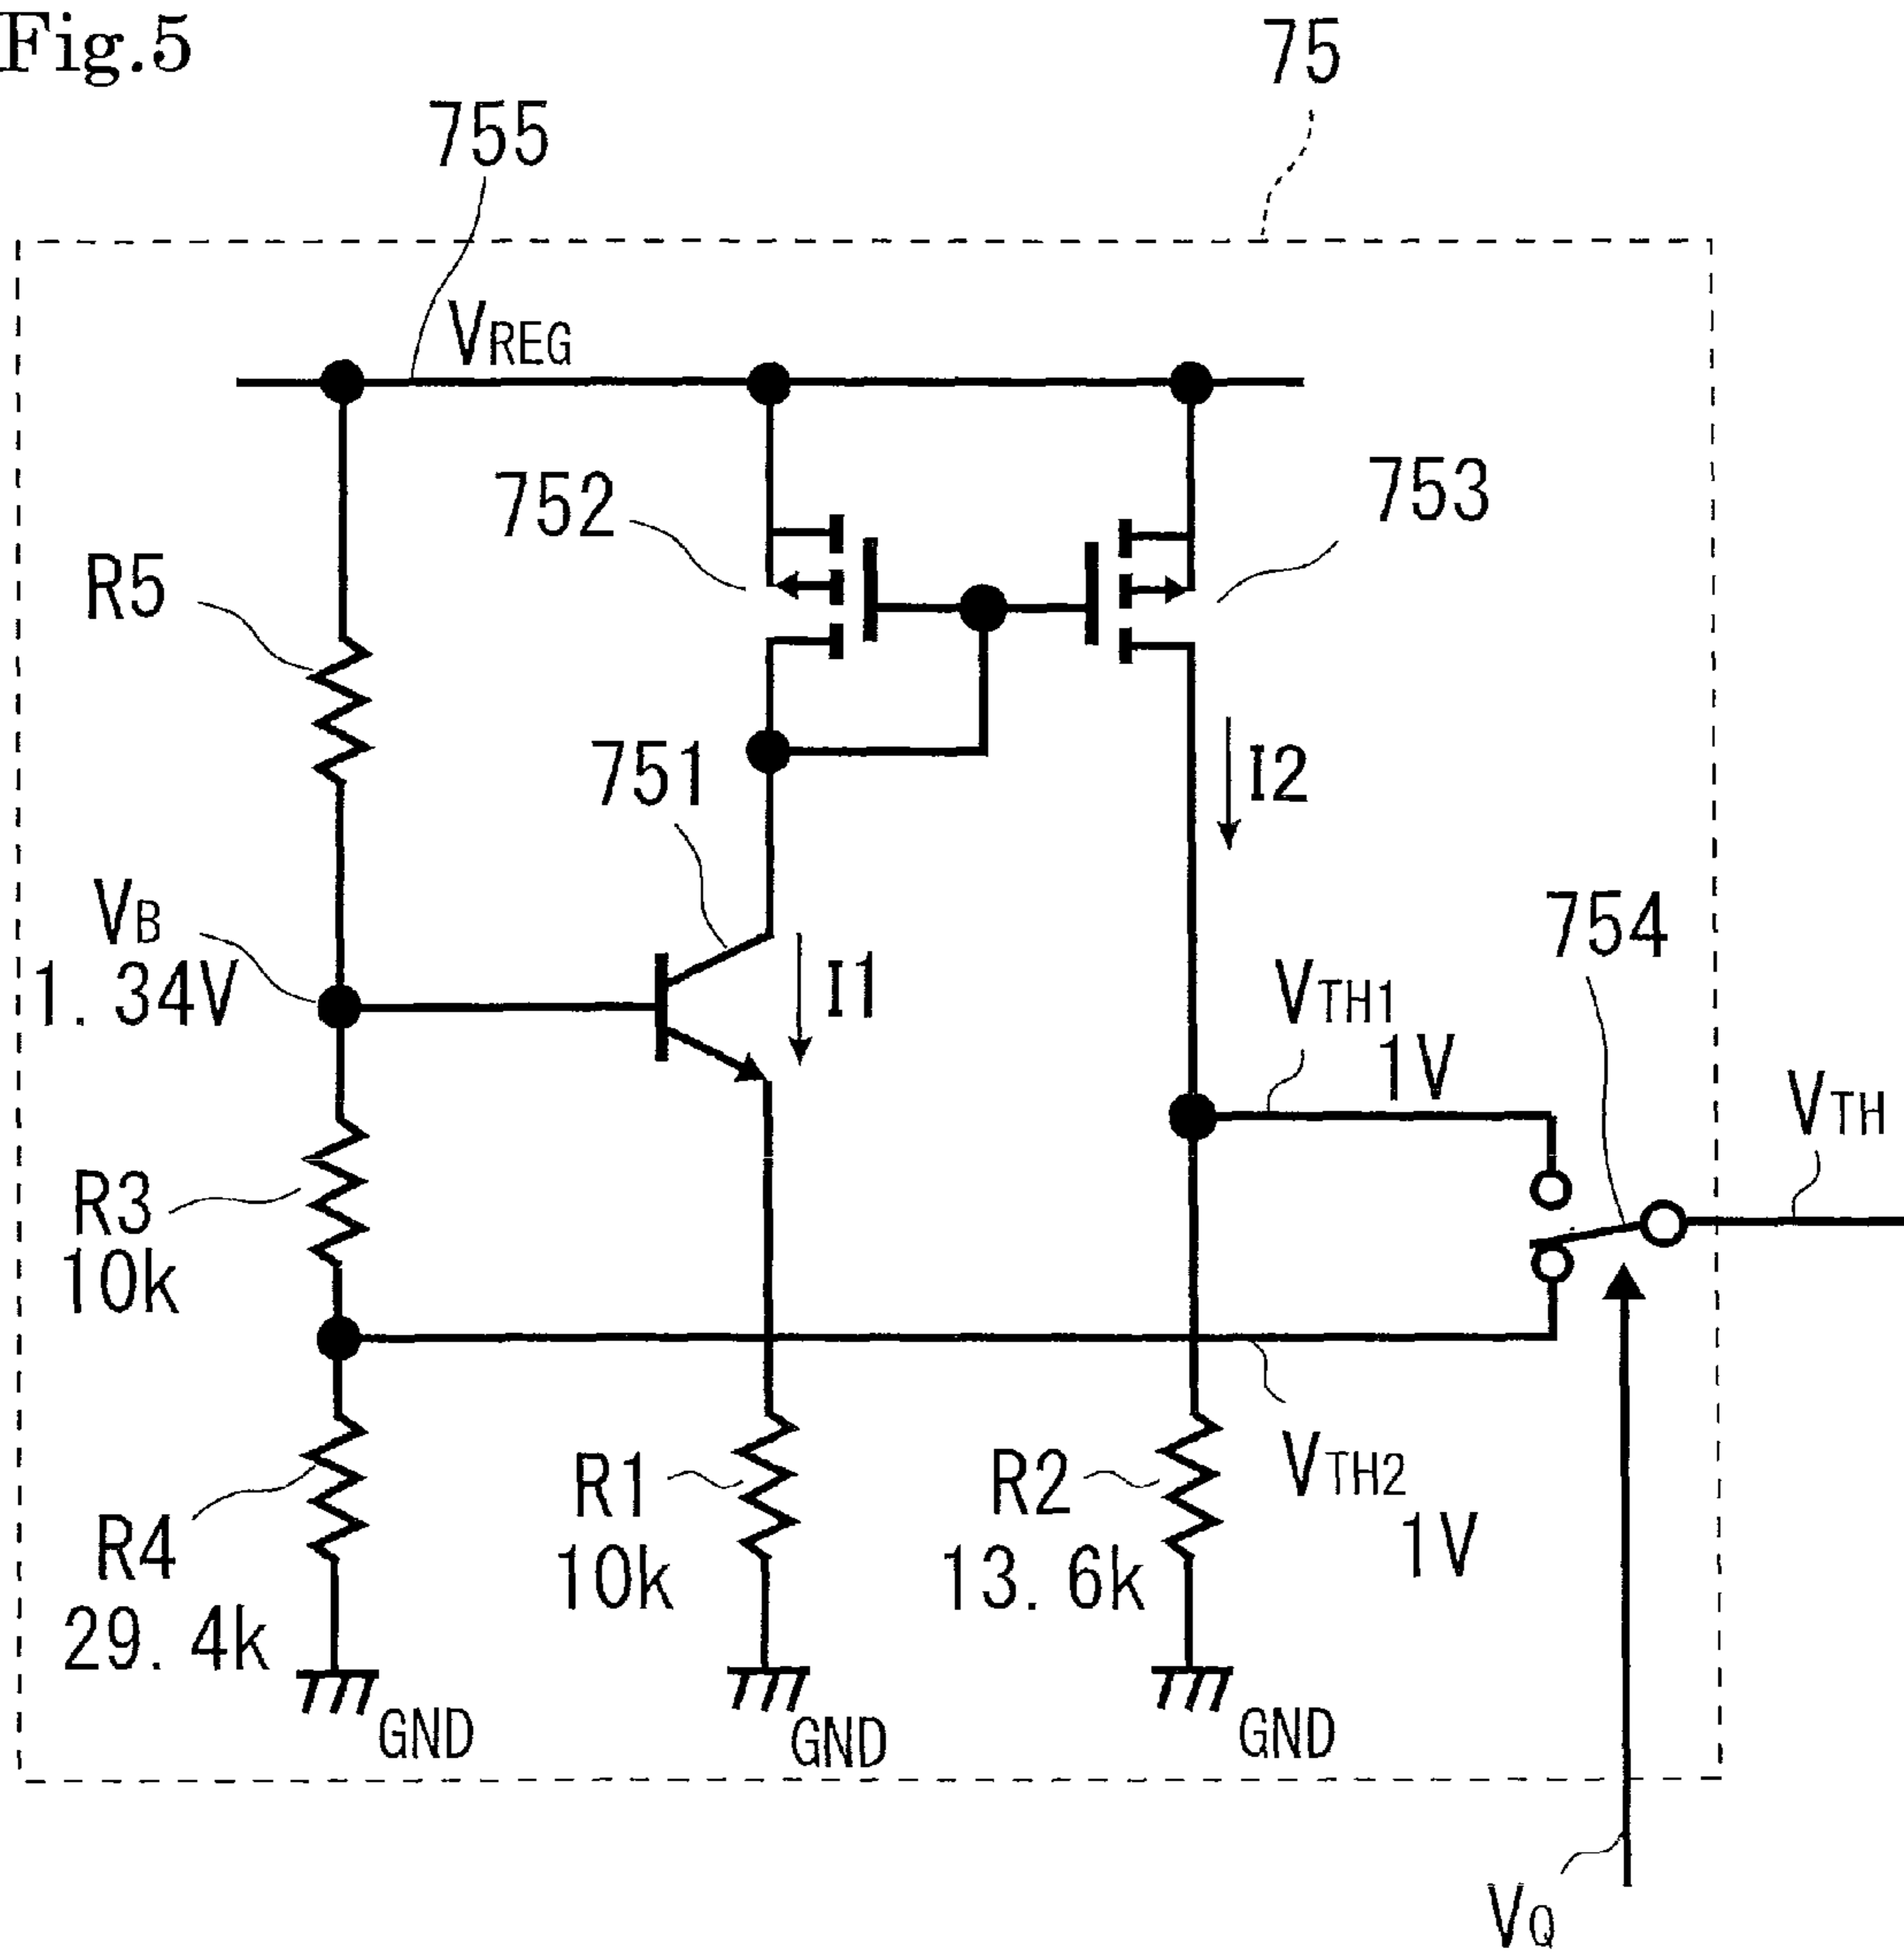 Fig.5
75
755
VREG
752
753
R5
751
I2
VB
1. 34V
I1
754
VTH1
1V
VTH
R3
10k
R4
29. 4k
R1
10k
R2
13. 6k
VTH2
1V
GND
GND
GND
VQ